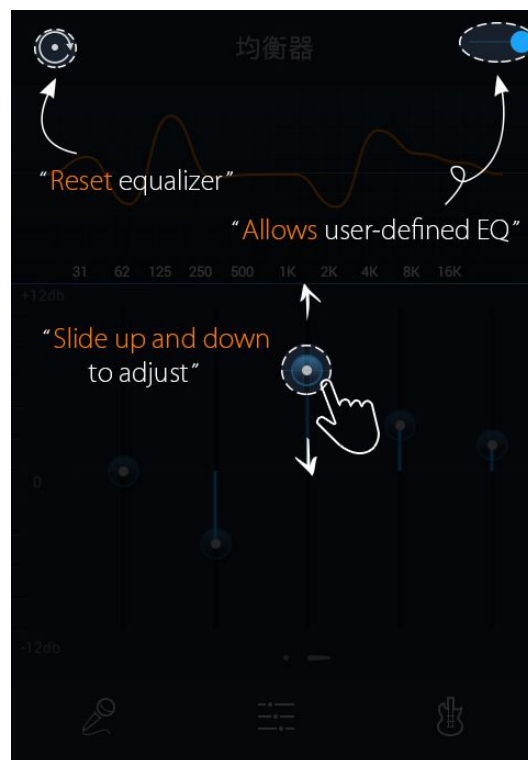 均衡器
“Reset equalizer”
“Allows user-defined EQ”
31 62 125 250 500 1K 2K 4K 8K 16K
+12db
“Slide up and down
to adjust”
0
-12db